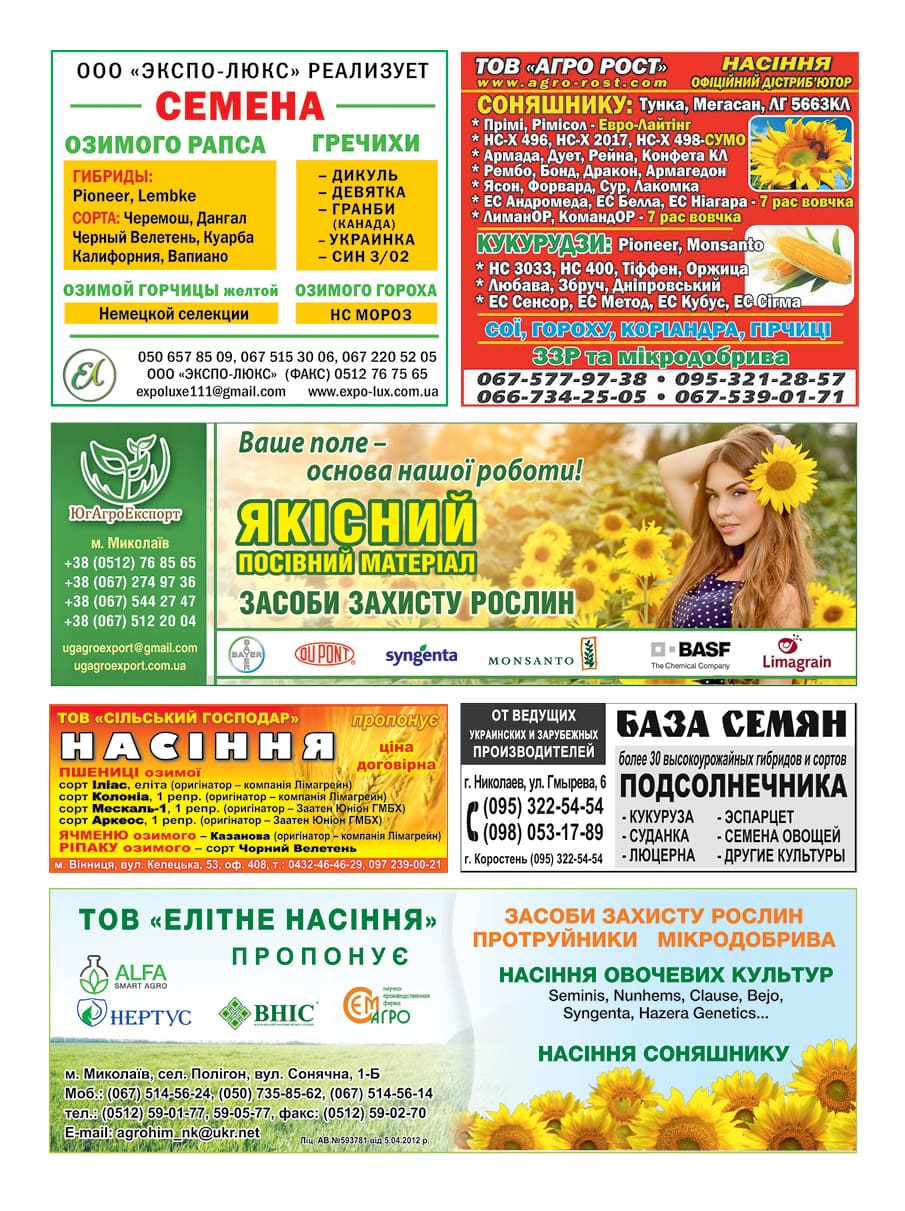 ООО «ЭКСПО-ЛЮКС» РЕАЛИЗУЕТ
СЕМЕНА
ОЗИМОГО РАПСА
ГИБРИДЫ:
Pioneer, Lembke
СОРТА: Черемош, Дангал
Черный Велетень, Куарба
Калифорния, Вапиано
ГРЕЧИХИ
– ДИКУЛЬ
– ДЕВЯТКА
– ГРАНБИ
(КАНАДА)
– УКРАИНКА
– СИН 3/02
ОЗИМОЙ ГОРЧИЦЫ желтой
Немецкой селекции
ОЗИМОГО ГОРОХА
НС МОРОЗ
050 657 85 09, 067 515 30 06, 067 220 52 05
ООО «ЭКСПО-ЛЮКС» (ФАКС) 0512 76 75 65
expoluxe111@gmail.com www.expo-lux.com.ua
ТОВ «АГРО РОСТ»
www.agro-rost.com
НАСІННЯ
ОФІЦІЙНИЙ ДІСТРИБ'ЮТОР
СОНЯШНИКУ: Тунка, Мегасан, ЛГ 5663КЛ
* Прімі, Рімісол - Евро-Лайтінг
* НС-Х 496, НС-Х 2017, НС-Х 498-СУМО
* Армада, Дует, Рейна, Конфета КЛ
* Рембо, Бонд, Дракон, Армагедон
* Ясон, Форвард, Сур, Лакомка
* ЕС Андромеда, ЕС Белла, ЕС Ніагара - 7 рас вовчка
* ЛиманОР, КомандОР - 7 рас вовчка
КУКУРУДЗИ: Pioneer, Monsanto
* НС 3033, НС 400, Тіффен, Оржица
* Любава, Збруч, Дніпровський
* ЕС Сенсор, ЕС Метод, ЕС Кубус, ЕС Сігма
СОЇ, ГОРОХУ, КОРІАНДРА, ГІРЧИЦІ
ЗЗР та мікродобрива
067-577-97-38 • 095-321-28-57
066-734-25-05 • 067-539-01-71
ЮгАгроЕкспорт
м. Миколаїв
+38 (0512) 76 85 65
+38 (067) 274 97 36
+38 (067) 544 27 47
+38 (067) 512 20 04
ugagroexport@gmail.com
ugagroexport.com.ua
Ваше поле –
основа нашої роботи!
ЯКІСНИЙ
ПОСІВНИЙ МАТЕРІАЛ
ЗАСОБИ ЗАХИСТУ РОСЛИН
BAYER
BAYER
DUPONT
syngenta
MONSANTO
BASF
The Chemical Company
Limagrain
ТОВ «СІЛЬСЬКИЙ ГОСПОДАР» пропонує
НАСІННЯ
ціна
договірна
ПШЕНИЦІ озимої
сорт Іліас, еліта (оригінатор – компанія Лімагрейн)
сорт Колонія, 1 репр. (оригінатор – компанія Лімагрейн)
сорт Мескаль-1, 1 репр. (оригінатор – Заатен Юніон ГМБХ)
сорт Аркеос, 1 репр. (оригінатор – Заатен Юніон ГМБХ)
ЯЧМЕНЮ озимого – Казанова (оригінатор – компанія Лімагрейн)
РІПАКУ озимого – сорт Чорний Велетень
м. Вінниця, вул. Келецька, 53, оф. 408, т.: 0432-46-46-29, 097 239-00-21
ОТ ВЕДУЩИХ
УКРАИНСКИХ И ЗАРУБЕЖНЫХ
ПРОИЗВОДИТЕЛЕЙ
г. Николаев, ул. Гмырева, 6
(095) 322-54-54
(098) 053-17-89
г. Коростень (095) 322-54-54
БАЗА СЕМЯН
более 30 высокоурожайных гибридов и сортов
ПОДСОЛНЕЧНИКА
- КУКУРУЗА
- СУДАНКА
- ЛЮЦЕРНА
- ЭСПАРЦЕТ
- СЕМЕНА ОВОЩЕЙ
- ДРУГИЕ КУЛЬТУРЫ
ТОВ «ЕЛІТНЕ НАСІННЯ»
ПРОПОНУЄ
ALFA
SMART AGRO
НЕРТУС
ВНІС
научно-
производственная
фирма
СЕМ
АГРО
м. Миколаїв, сел. Полігон, вул. Сонячна, 1-Б
Моб.: (067) 514-56-24, (050) 735-85-62, (067) 514-56-14
тел.: (0512) 59-01-77, 59-05-77, факс: (0512) 59-02-70
E-mail: agrohim_nk@ukr.net
Ліц. АВ №593781 від 5.04.2012 р.
ЗАСОБИ ЗАХИСТУ РОСЛИН
ПРОТРУЙНИКИ МІКРОДОБРИВА
НАСІННЯ ОВОЧЕВИХ КУЛЬТУР
Seminis, Nunhems, Clause, Bejo,
Syngenta, Hazera Genetics...
НАСІННЯ СОНЯШНИКУ